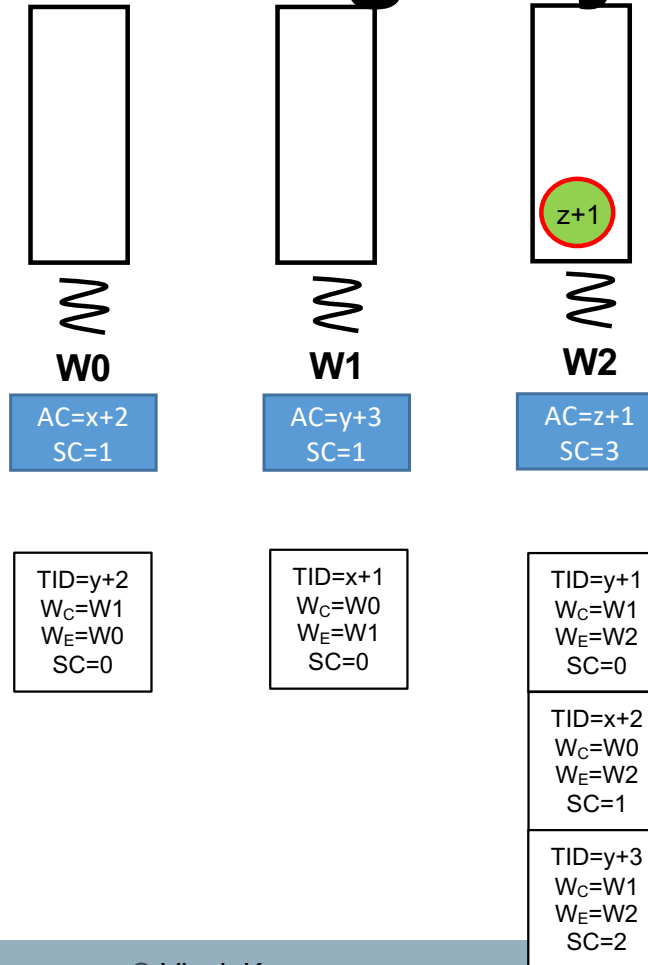 z+1
W0
W1
W2
AC=x+2
SC=1
AC=y+3
SC=1
AC=z+1
SC=3
TID=y+2
WC=W1
WE=W0
SC=0
TID=x+1
WC=W0
WE=W1
SC=0
TID=y+1
WC=W1
WE=W2
SC=0
TID=x+2
WC=W0
WE=W2
SC=1
TID=y+3
WC=W1
WE=W2
SC=2